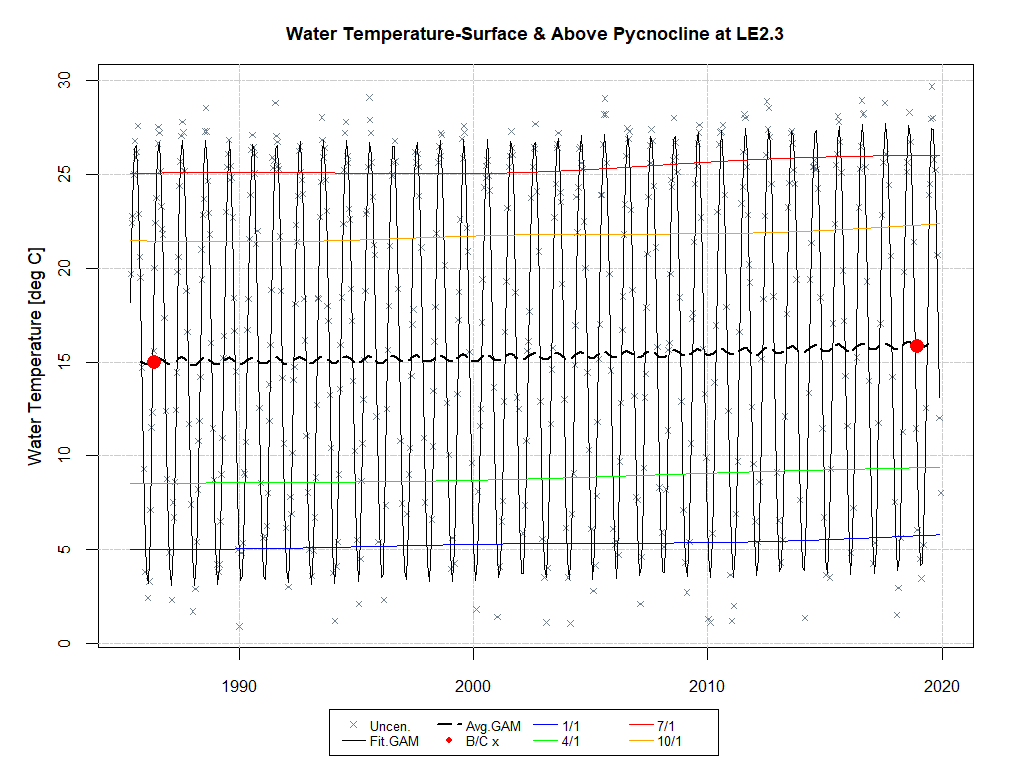 Water Temperature-Surface & Above Pycnocline at LE2.3
Water Temperature [deg C]
30
25
20
15
10
5
0
1990 2000 2010 2020
Uncen. Avg.GAM 1/1 7/1
Fit.GAM B/C x 4/1 10/1